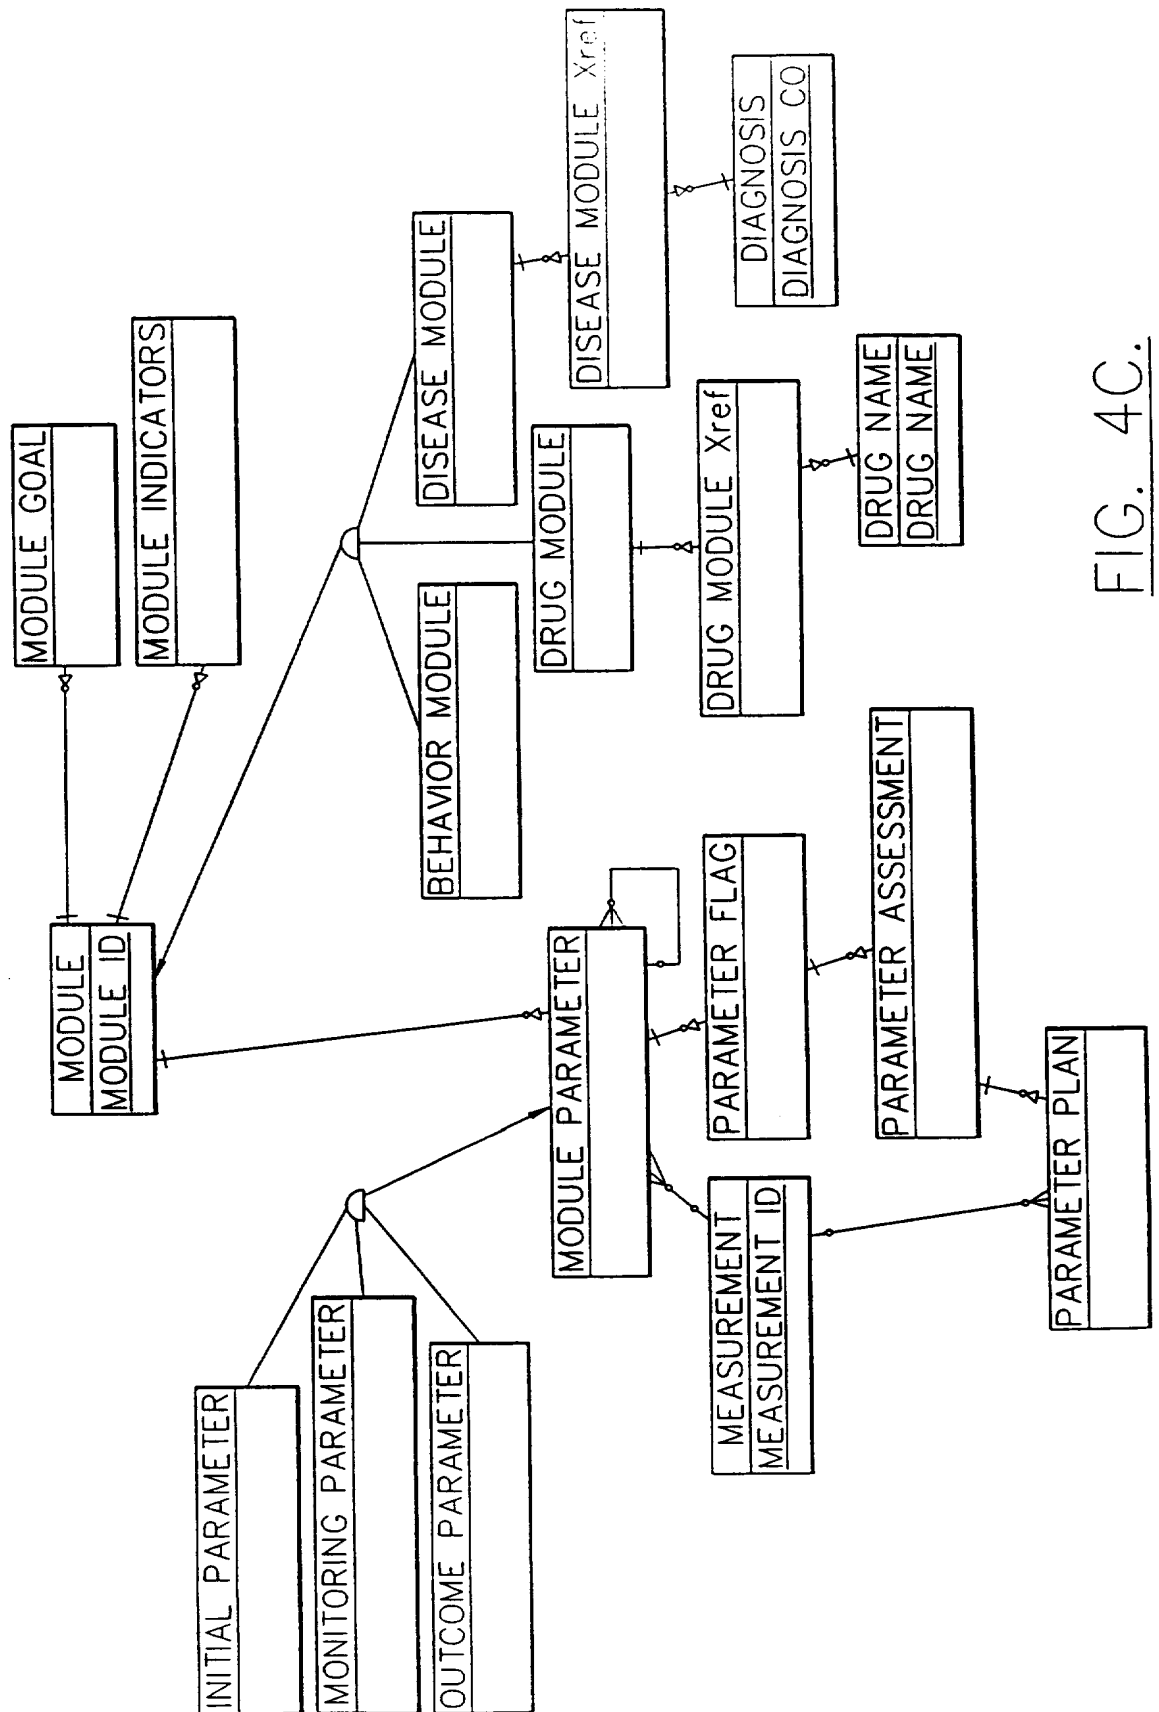 MODULE GOAL
MODULE
MODULE ID
MODULE INDICATORS
INITIAL PARAMETER
MONITORING PARAMETER
OUTCOME PARAMETER
BEHAVIOR MODULE
DISEASE MODULE
DRUG MODULE
MODULE PARAMETER
DISEASE MODULE Xref
DRUG MODULE Xref
PARAMETER FLAG
MEASUREMENT
MEASUREMENT ID
DIAGNOSIS
DIAGNOSIS CO
DRUG NAME
DRUG NAME
PARAMETER ASSESSMENT
PARAMETER PLAN
FIG. 4C.